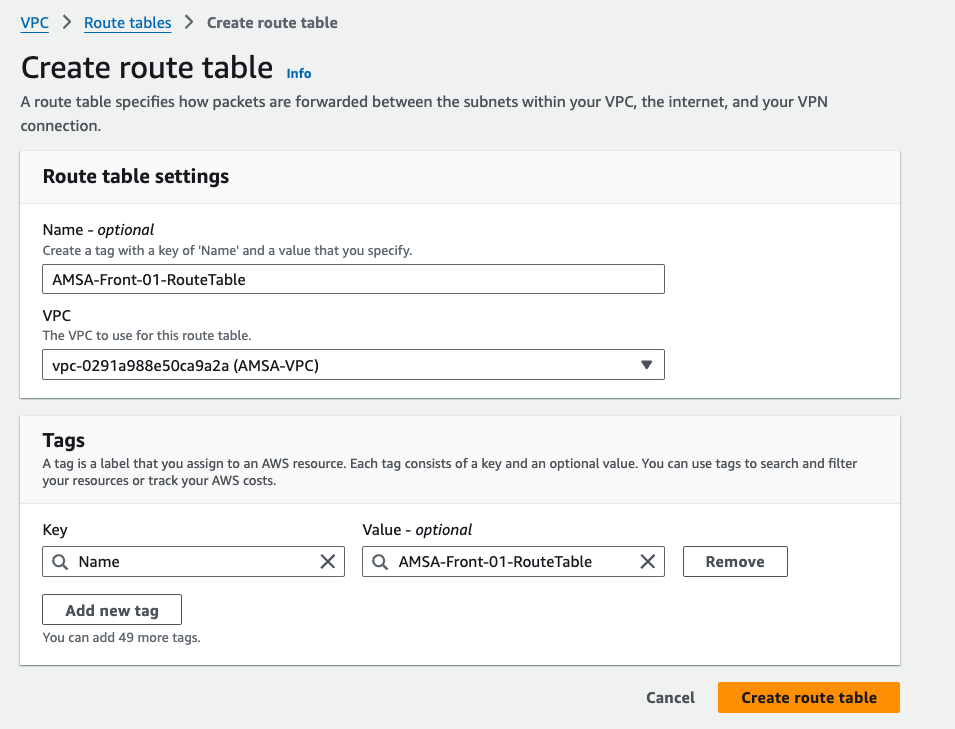 VPC > Route tables > Create route table
Create route table Info
A route table specifies how packets are forwarded between the subnets within your VPC, the internet, and your VPN
connection.
Route table settings
Name - optional
Create a tag with a key of 'Name' and a value that you specify.
AMSA-Front-01-RouteTable
VPC
The VPC to use for this route table.
vpc-0291a988e50ca9a2a (AMSA-VPC)
Tags
A tag is a label that you assign to an AWS resource. Each tag consists of a key and an optional value. You can use tags to search and filter
your resources or track your AWS costs.
Key Value - optional
Name AMSA-Front-01-RouteTable Remove
Add new tag
You can add 49 more tags.
Cancel Create route table